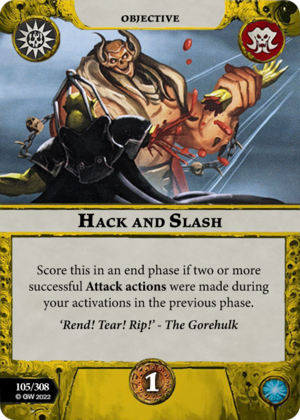 OBJECTIVE
HACK AND SLASH
Score this in an end phase if two or more
successful Attack actions were made during
your activations in the previous phase.
‘Rend! Tear! Rip!’ - The Gorehulk
105/308
© GW 2022
1